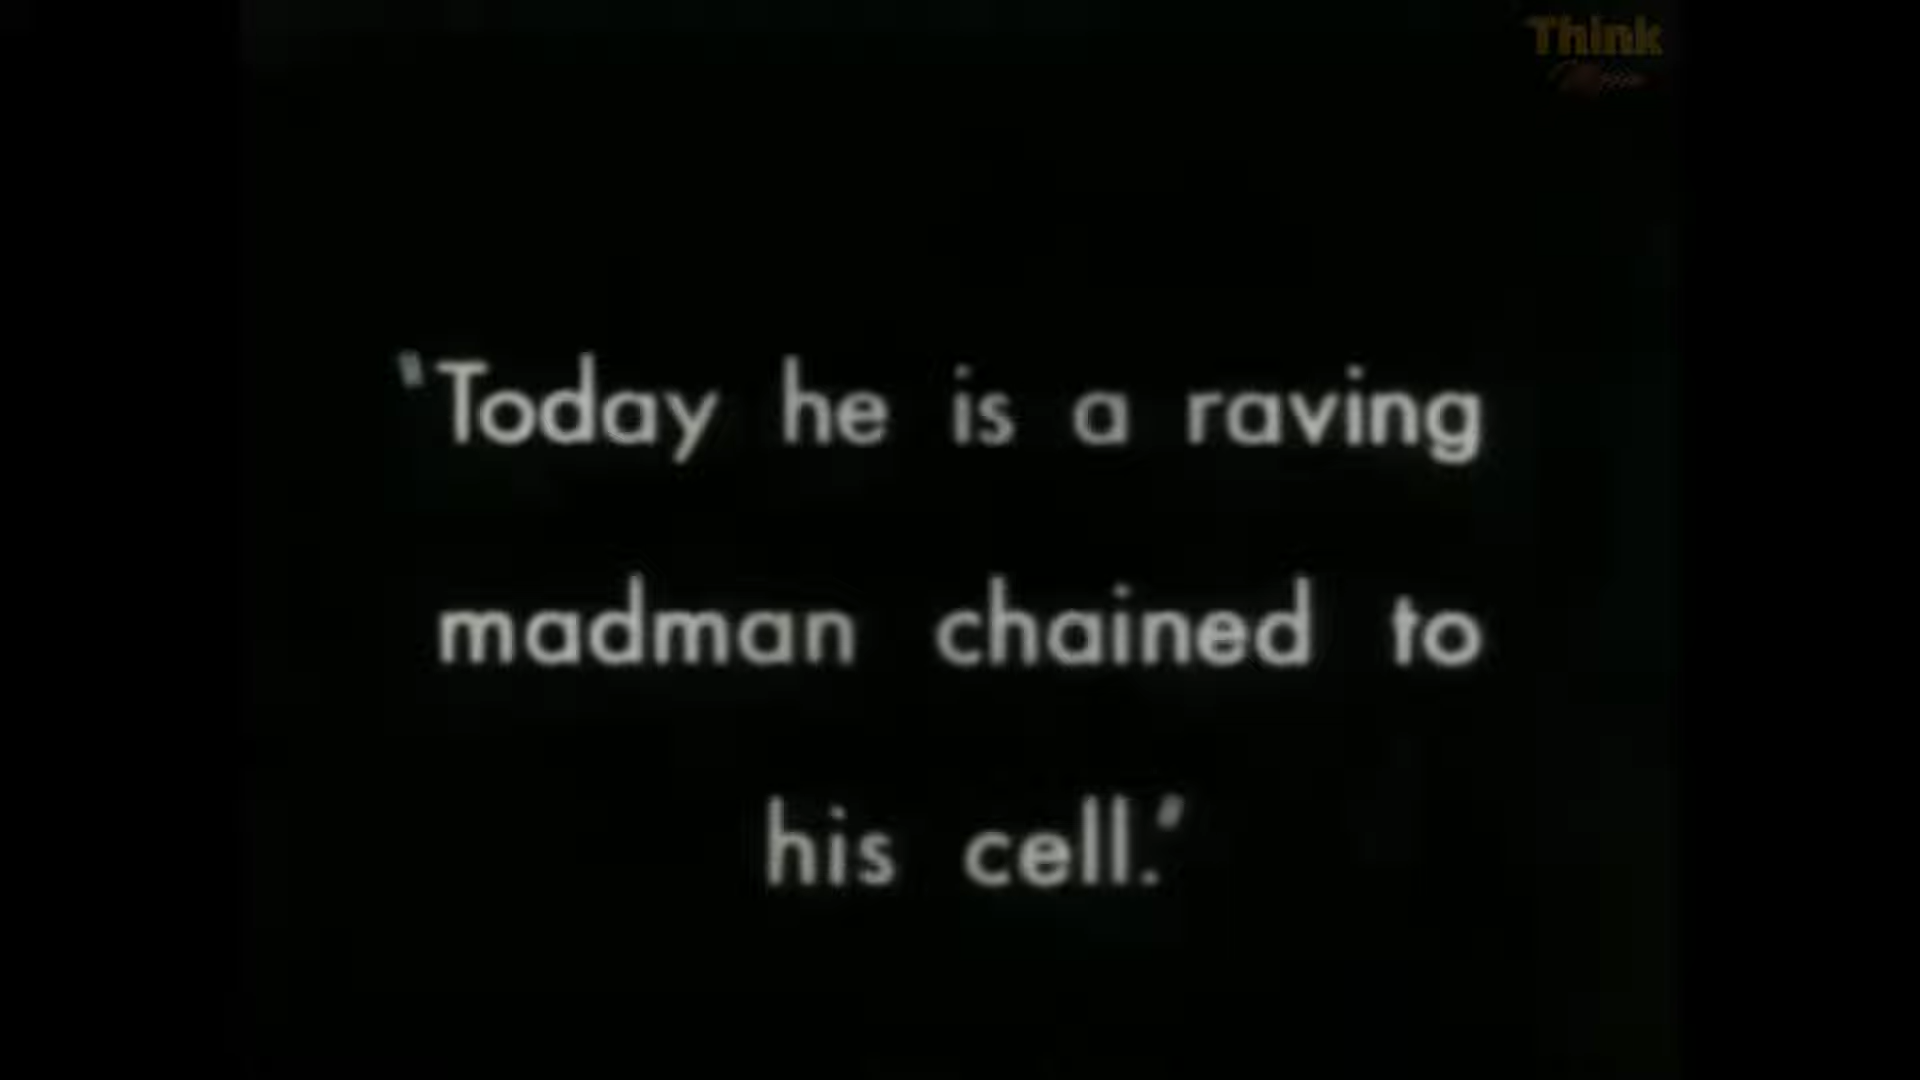 Think
'Today he is a raving
madman chained to
his cell.'